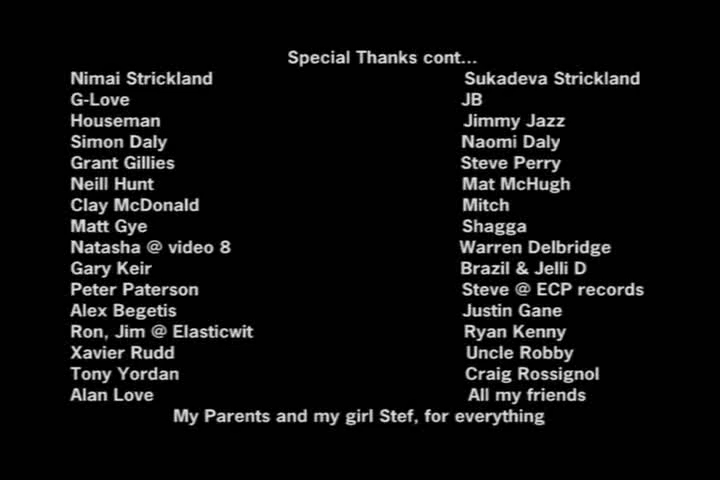 Special Thanks cont...
Nimai Strickland Sukadeva Strickland
G-Love JB
Houseman Jimmy Jazz
Simon Daly Naomi Daly
Grant Gillies Steve Perry
Neill Hunt Mat McHugh
Clay McDonald Mitch
Matt Gye Shagga
Natasha @ video 8 Warren Delbridge
Gary Keir Brazil & Jelli D
Peter Paterson Steve @ ECP records
Alex Begetis Justin Gane
Ron, Jim @ Elasticwit Ryan Kenny
Xavier Rudd Uncle Robby
Tony Yordan Craig Rossignol
Alan Love All my friends
My Parents and my girl Stef, for everything